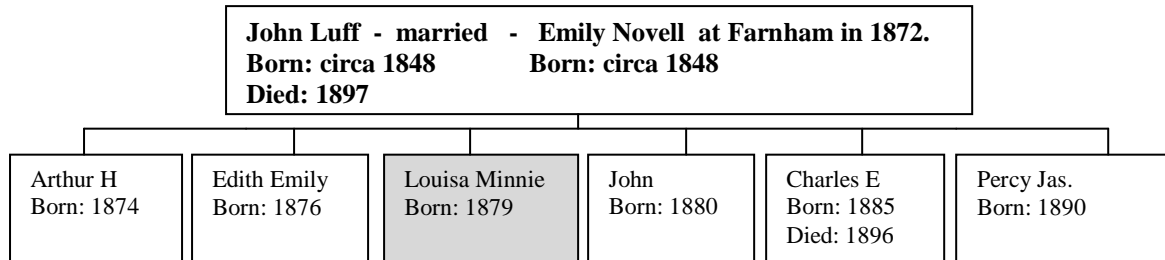 John Luff - married - Emily Novell at Farnham in 1872.
Born: circa 1848 Born: circa 1848
Died: 1897
Arthur H
Born: 1874
Edith Emily
Born: 1876
Louisa Minnie
Born: 1879
John
Born: 1880
Charles E
Born: 1885
Died: 1896
Percy Jas.
Born: 1890